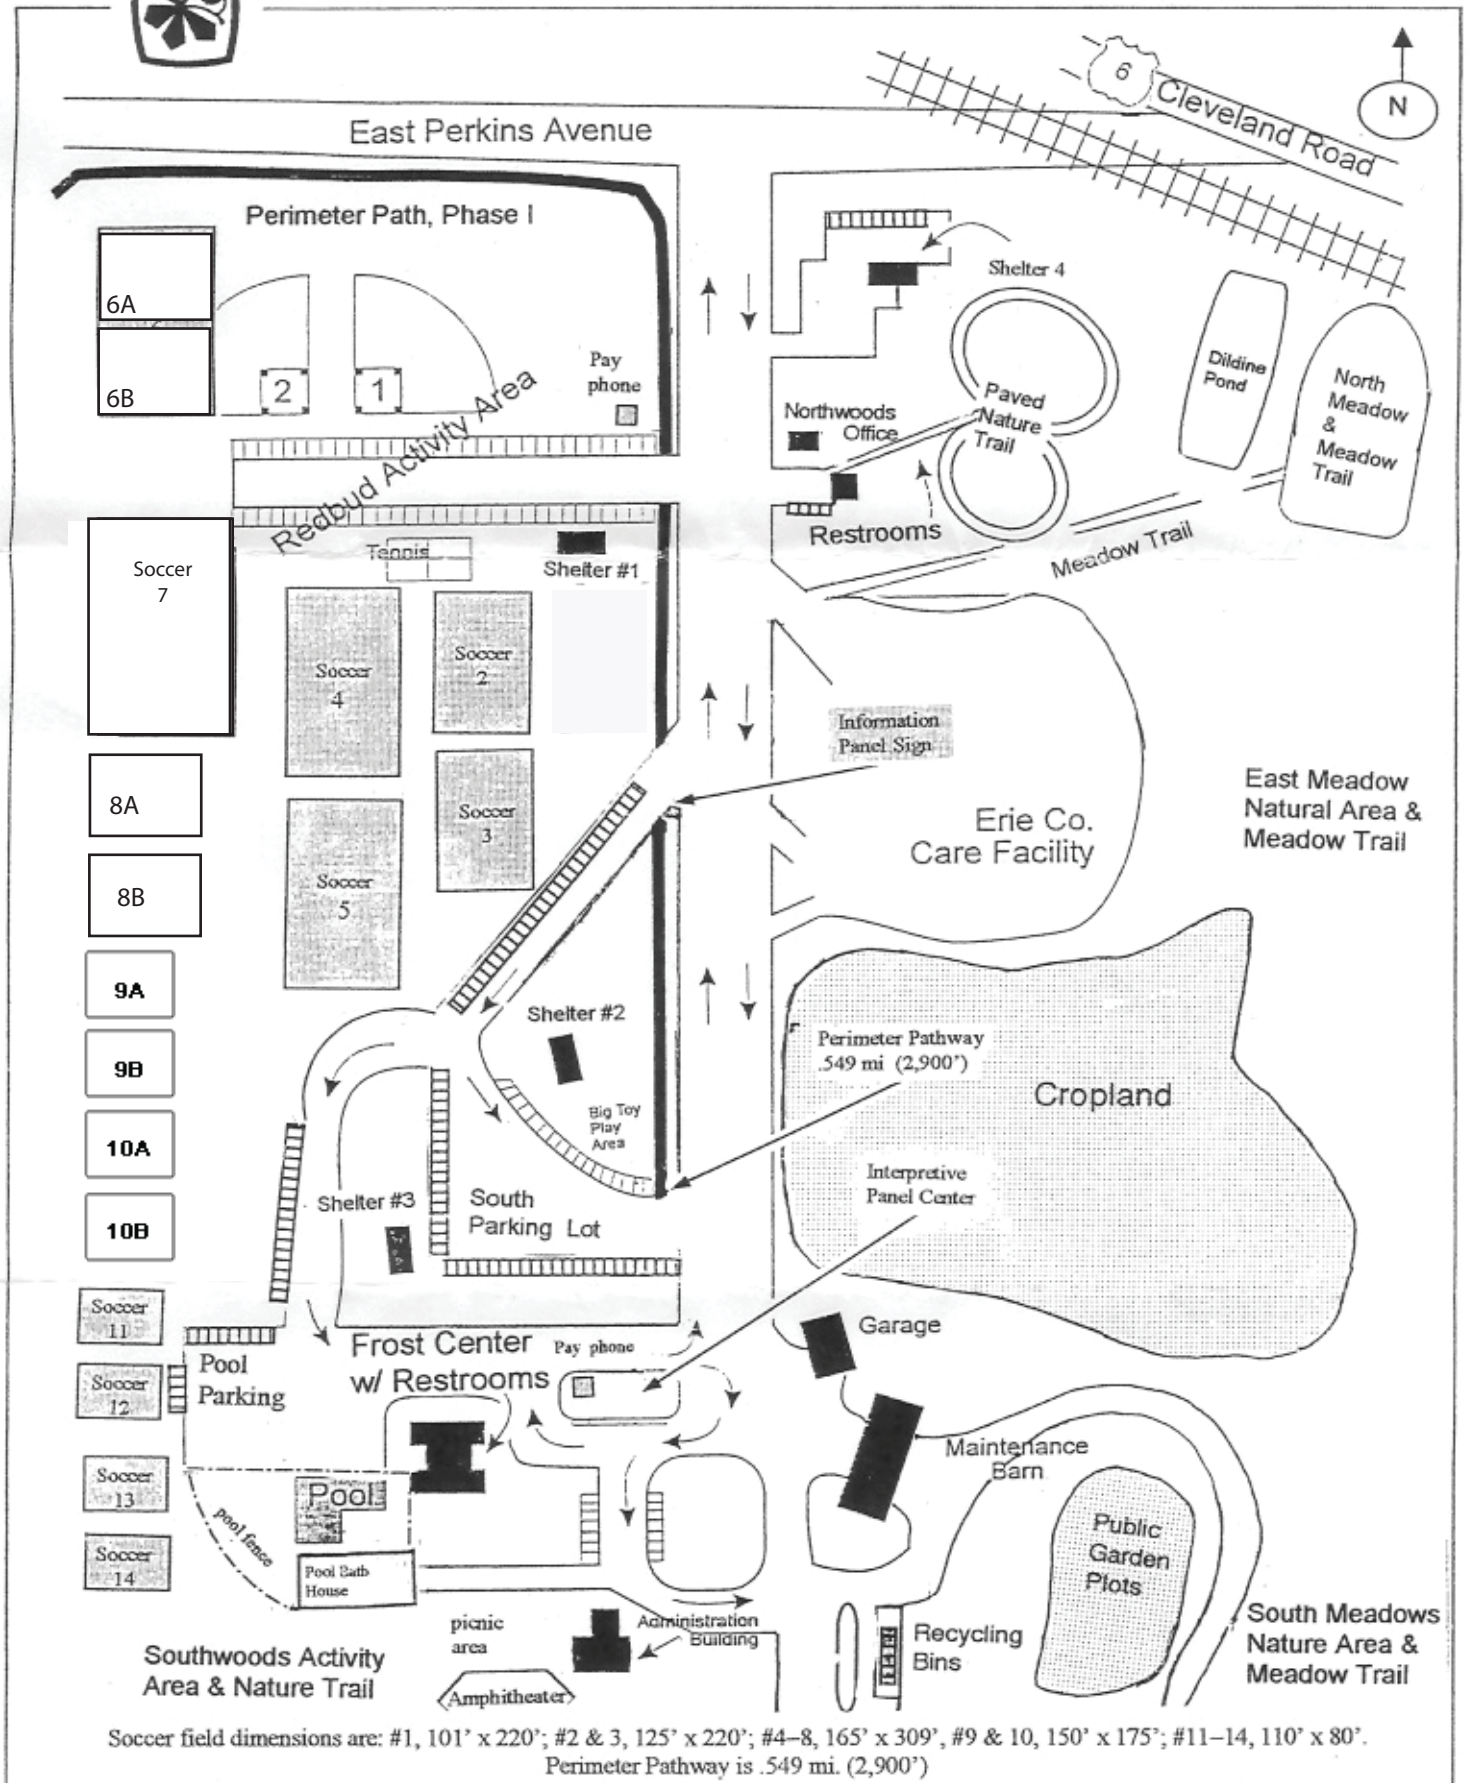 6
Cleveland Road
N
East Perkins Avenue
Perimeter Path, Phase I
6A
6B
2
1
Pay
phone
Redbud Activity Area
Shelter 4
Dildine
Pond
North
Meadow
&
Meadow
Trail
Paved
Nature
Trail
Northwoods
Office
Restrooms
Meadow Trail
Tennis
Shelter #1
Soccer
7
Soccer
4
Soccer
2
Soccer
3
Soccer
5
8A
8B
9A
9B
10A
10B
Information
Panel Sign
Erie Co.
Care Facility
East Meadow
Natural Area &
Meadow Trail
Shelter #2
Perimeter Pathway
.549 mi (2,900’)
Cropland
Big Toy
Play
Area
Interpretive
Panel Center
Shelter #3
South
Parking Lot
Soccer
11
Soccer
12
Soccer
13
Soccer
14
Pool
Parking
Frost Center
w/ Restrooms
Pay phone
Garage
Maintenance
Barn
Pool
pool fence
Pool Bath
House
Public
Garden
Plots
picnic
area
Administration
Building
Amphitheater
Recycling
Bins
Southwoods Activity
Area & Nature Trail
South Meadows
Nature Area &
Meadow Trail
Soccer field dimensions are: #1, 101’ x 220’; #2 & 3, 125’ x 220’; #4–8, 165’ x 309’, #9 & 10, 150’ x 175’; #11–14, 110’ x 80’.
Perimeter Pathway is .549 mi. (2,900’)